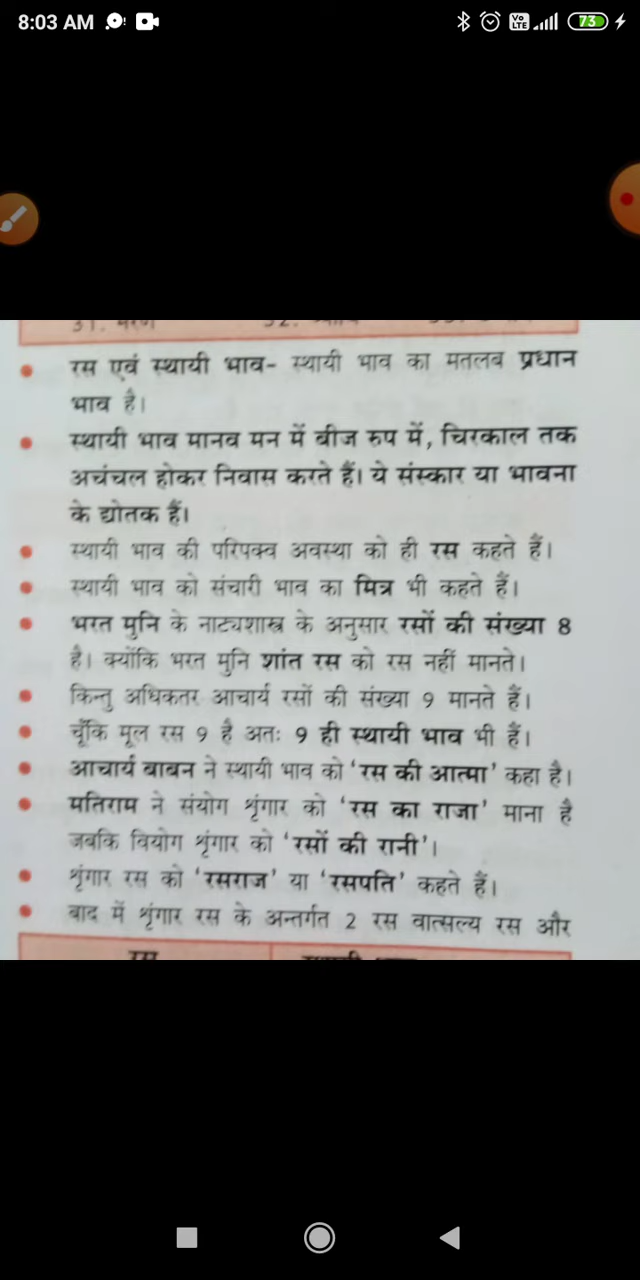 8:03 AM
Vo LTE 73
रस एवं स्थायी भाव- स्थायी भाव का मतलब प्रधान
भाव है।
स्थायी भाव मानव मन में बीज रुप में, चिरकाल तक
अचंचल होकर निवास करते हैं। ये संस्कार या भावना
के द्योतक हैं।
स्थायी भाव की परिपक्व अवस्था को ही रस कहते हैं।
स्थायी भाव को संचारी भाव का मित्र भी कहते हैं।
भरत मुनि के नाट्यशास्त्र के अनुसार रसों की संख्या 8
है। क्योंकि भरत मुनि शांत रस को रस नहीं मानते।
किन्तु अधिकतर आचार्य रसों की संख्या 9 मानते हैं।
चूँकि मूल रस 9 है अतः 9 ही स्थायी भाव भी हैं।
आचार्य बाबन ने स्थायी भाव को 'रस की आत्मा' कहा है।
मतिराम ने संयोग श्रृंगार को 'रस का राजा' माना है
जबकि वियोग श्रृंगार को 'रसों की रानी'।
श्रृंगार रस को 'रसराज' या 'रसपति' कहते हैं।
बाद में श्रृंगार रस के अन्तर्गत 2 रस वात्सल्य रस और